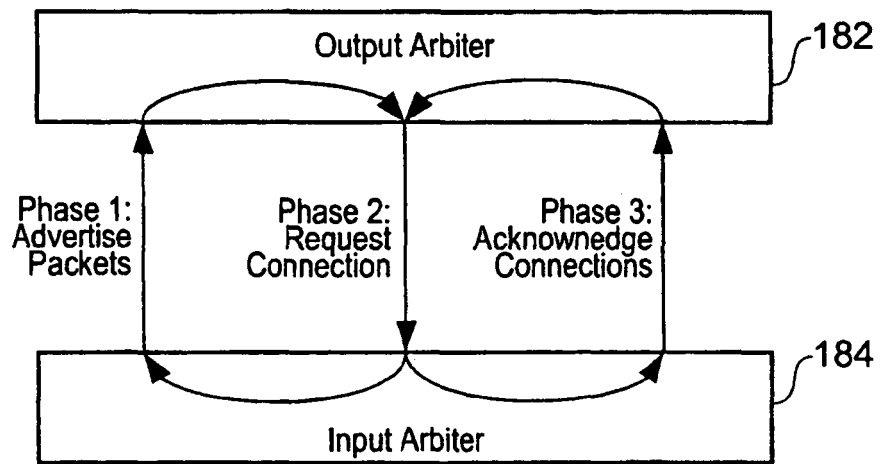 Output Arbiter
182
Phase 1:
Advertise
Packets
Phase 2:
Request
Connection
Phase 3:
Acknownedge
Connections
184
Input Arbiter